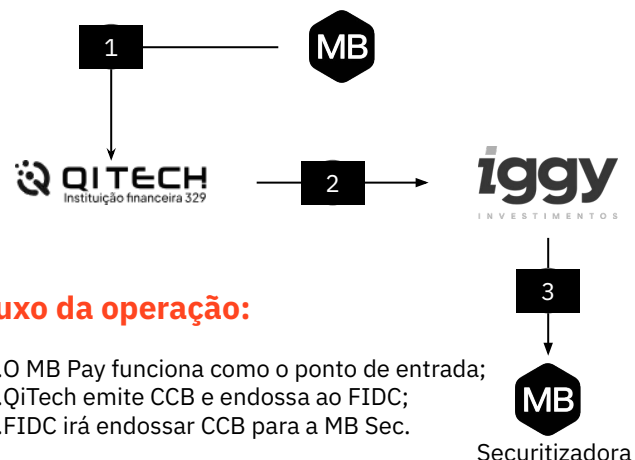 1
MB
QITECH
Instituição financeira 329
2
iggy
INVESTIMENTOS
3
uxo da operação:
.O MB Pay funciona como o ponto de entrada;
.QiTech emite CCB e endossa ao FIDC;
.FIDC irá endossar CCB para a MB Sec.
MB
Securitizadora